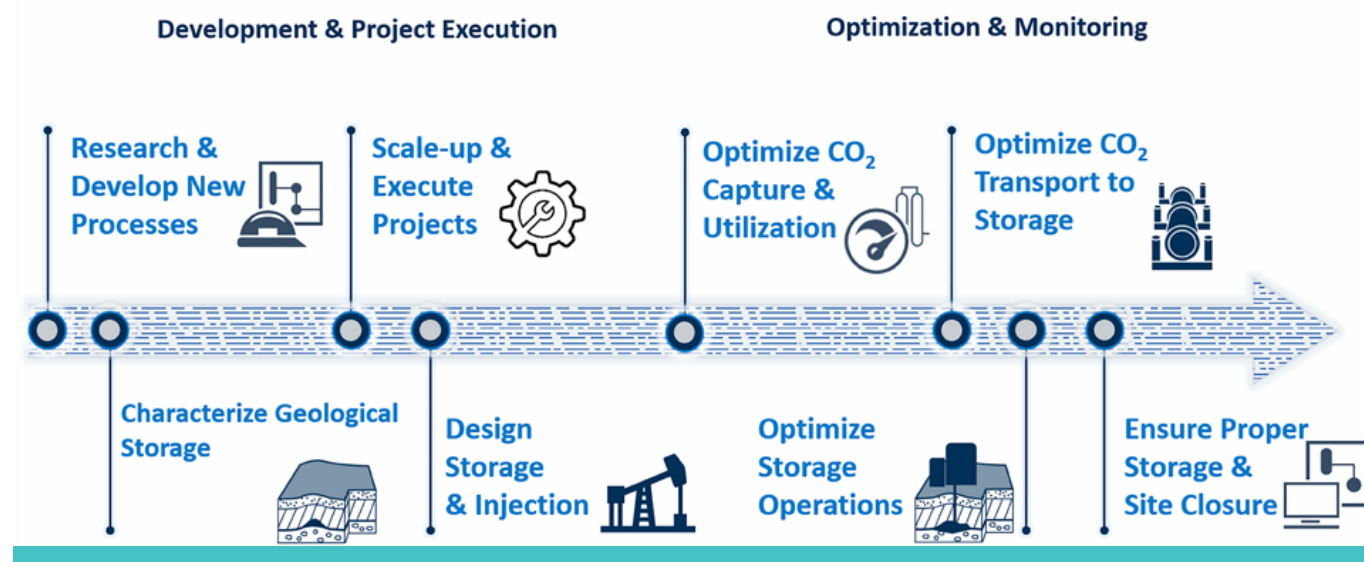 Development & Project Execution
Optimization & Monitoring
Research &
Develop New
Processes
Scale-up &
Execute
Projects
Optimize CO₂
Capture &
Utilization
Optimize CO₂
Transport to
Storage
Characterize Geological
Storage
Design
Storage
& Injection
Optimize
Storage
Operations
Ensure Proper
Storage &
Site Closure